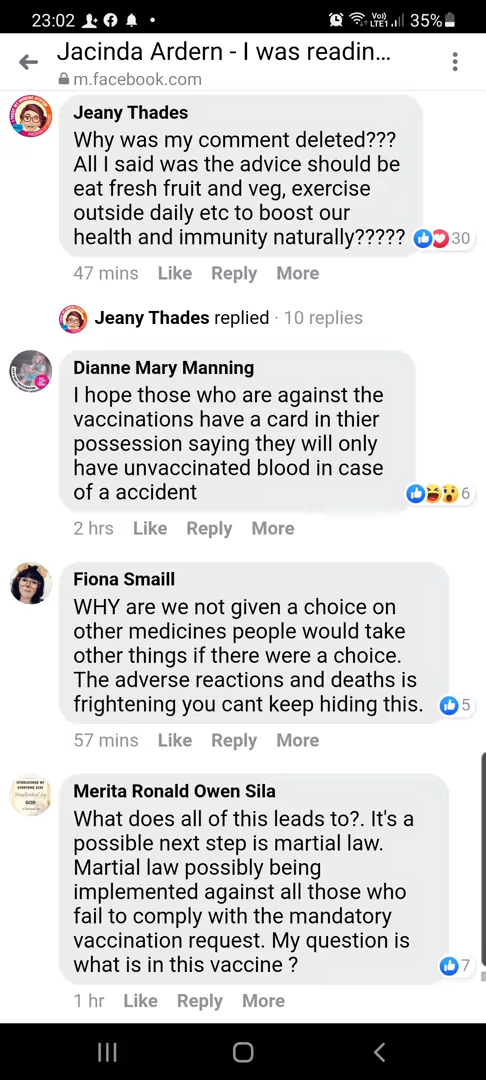 23:02 Vo) LTE1 35%
Jacinda Ardern - I was readin...
m.facebook.com
Jeany Thades
Why was my comment deleted???
All I said was the advice should be
eat fresh fruit and veg, exercise
outside daily etc to boost our
health and immunity naturally?????
30
47 mins Like Reply More
Jeany Thades replied · 10 replies
Dianne Mary Manning
I hope those who are against the
vaccinations have a card in thier
possession saying they will only
have unvaccinated blood in case
of a accident
6
2 hrs Like Reply More
Fiona Smaill
WHY are we not given a choice on
other medicines people would take
other things if there were a choice.
The adverse reactions and deaths is
frightening you cant keep hiding this.
5
57 mins Like Reply More
OVERLOOKED BY
EVERYONE ELSE
GOD
Merita Ronald Owen Sila
What does all of this leads to?. It's a
possible next step is martial law.
Martial law possibly being
implemented against all those who
fail to comply with the mandatory
vaccination request. My question is
what is in this vaccine ?
7
1 hr Like Reply More